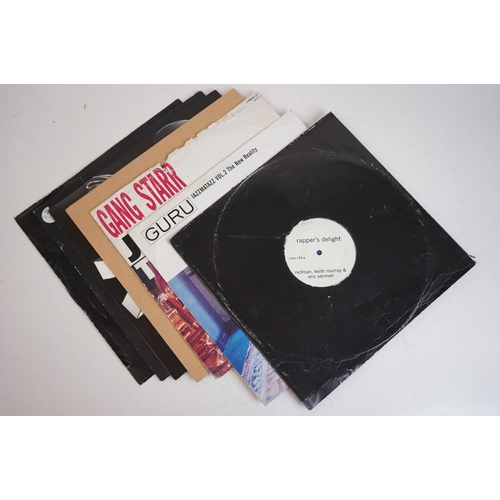 GANG STARR
J
T
GURU
JAZZMATAZZ VOL.2 The New Reality
rapper's delight
redman, keith murray &
eric sermon